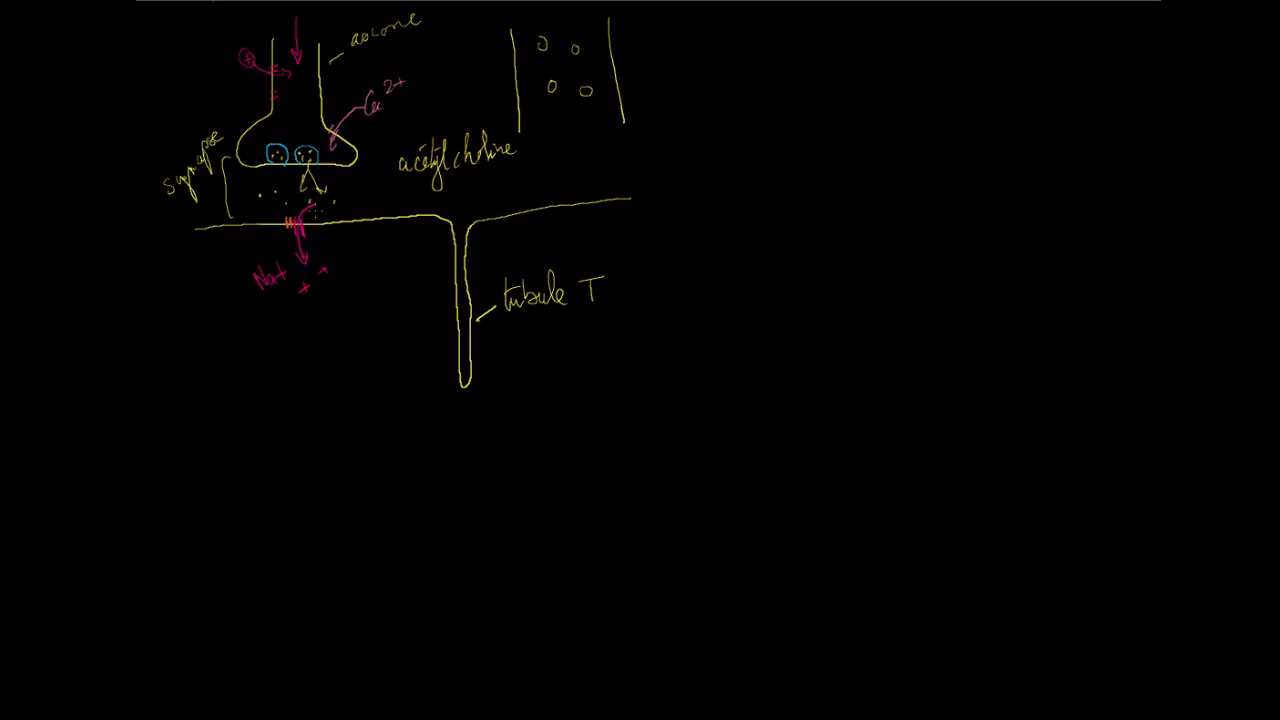 axone
Ca2+
synapse
acétylcholine
Na+
tubule T